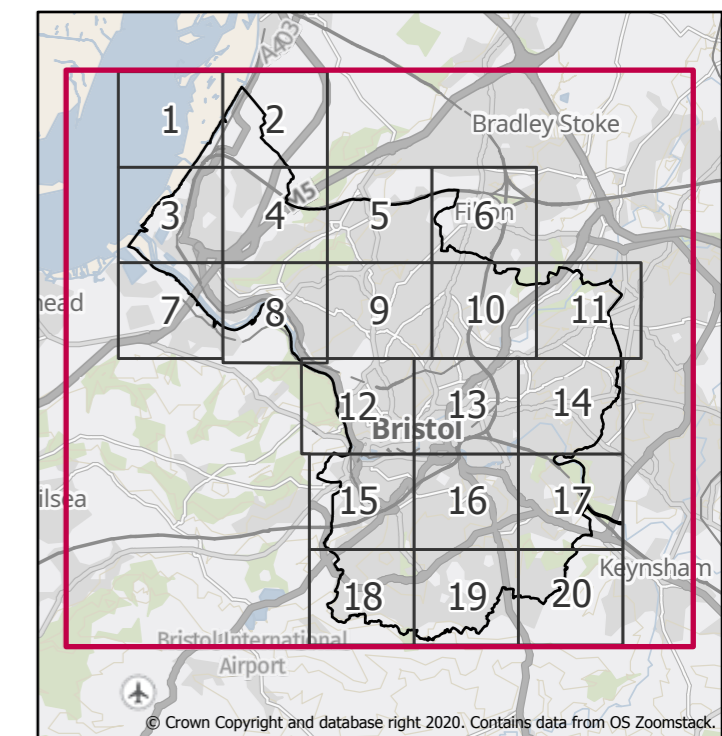 A403
1
2
Bradley Stoke
M5
3
4
5
Filton
6
head
7
8
9
10
11
12
13
14
Bristol
ilsea
15
16
17
Keynsham
18
19
20
Bristol International
Airport
© Crown Copyright and database right 2020. Contains data from OS Zoomstack.